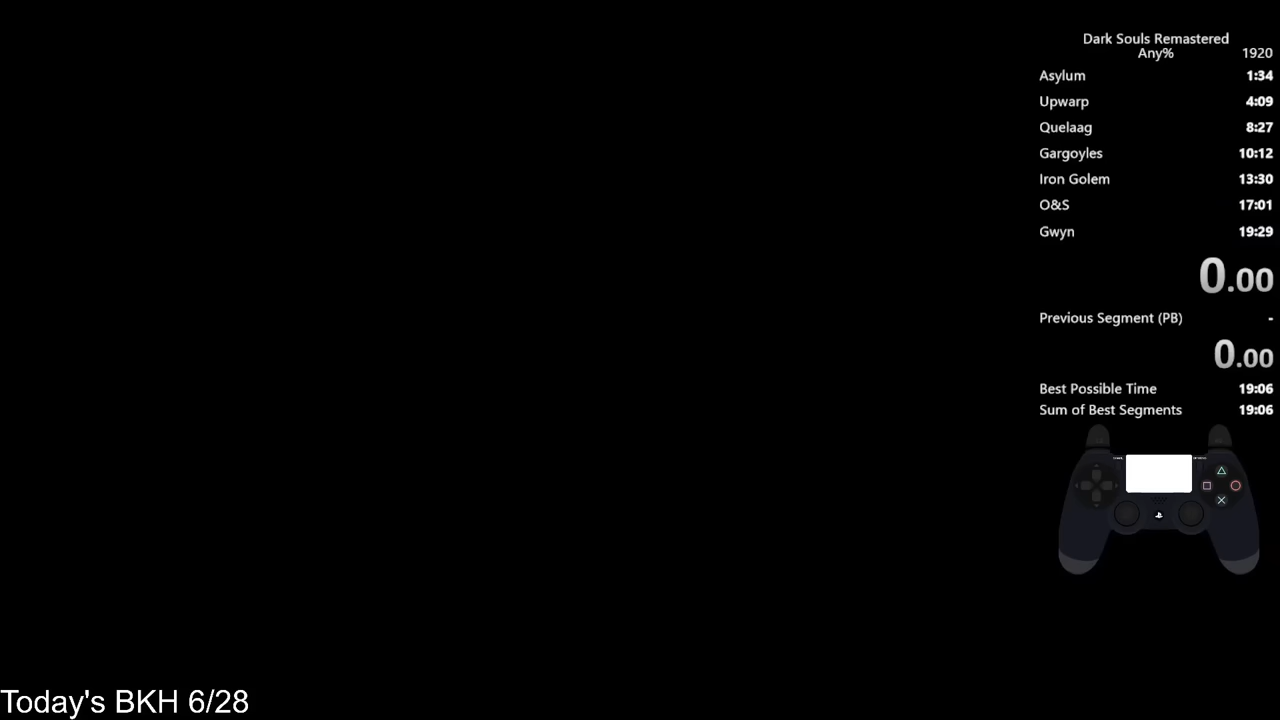 Dark Souls Remastered
Any% 1920
Asylum 1:34
Upwarp 4:09
Quelaag 8:27
Gargoyles 10:12
Iron Golem 13:30
O&S 17:01
Gwyn 19:29
0.00
Previous Segment (PB) -
0.00
Best Possible Time 19:06
Sum of Best Segments 19:06
Today's BKH 6/28